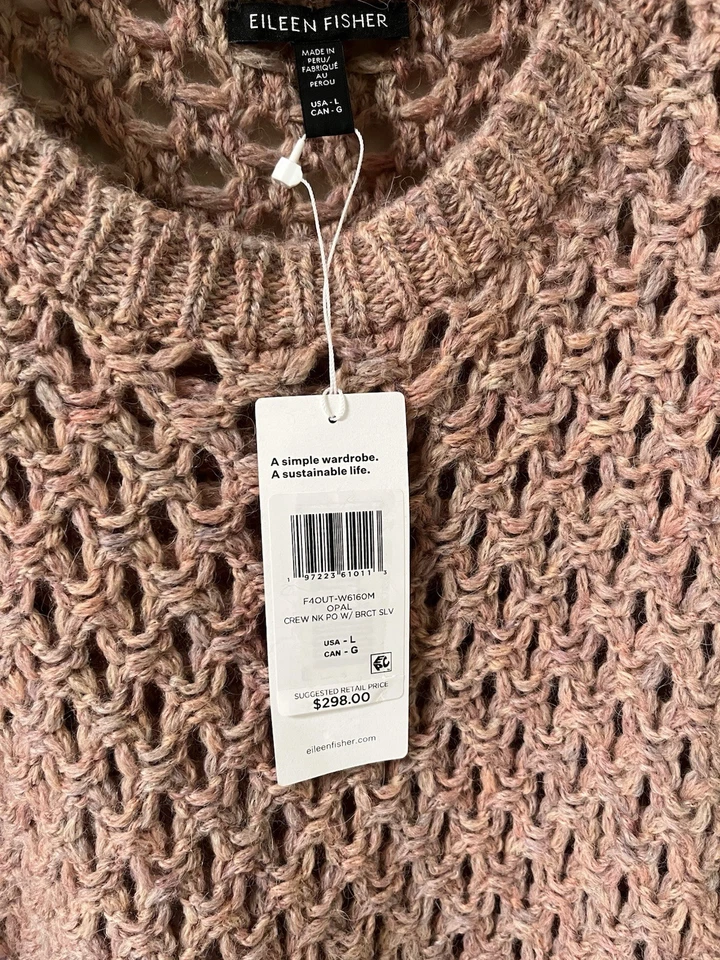 EILEEN FISHER
MADE IN
PERU/
FABRIQUÉ
AU
PEROU
USA - L
CAN - G
A simple wardrobe.
A sustainable life.
1 97223 61011 3
F4OUT-W6160M
OPAL
CREW NK PO W/ BRCT SLV
USA - L
CAN - G
SUGGESTED RETAIL PRICE
$298.00
eileenfisher.com